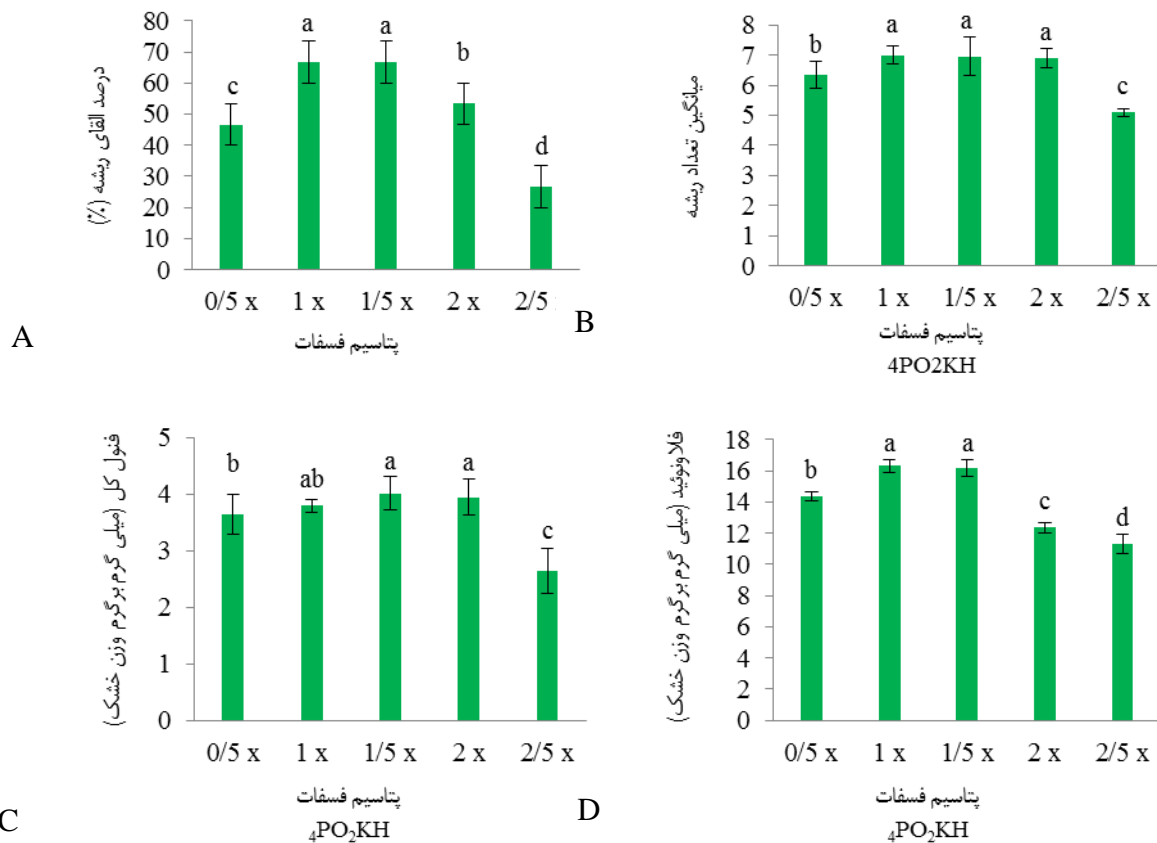 درصد القای ریشه (%)
80
70
60
50
40
30
20
10
0
c
a
a
b
d
0/5 x
1 x
1/5 x
2 x
2/5
پتاسیم فسفات
A
میانگین تعداد ریشه
8
7
6
5
4
3
2
1
0
b
a
a
a
c
0/5 x
1 x
1/5 x
2 x
2/5 x
پتاسیم فسفات
4PO2KH
B
فنول کل (میلی گرم برگرم وزن خشک)
5
4
3
2
1
0
b
ab
a
a
c
0/5 x
1 x
1/5 x
2 x
2/5 x
پتاسیم فسفات
₄PO₂KH
C
فلاونوئید (میلی گرم برگرم وزن خشک)
18
16
14
12
10
8
6
4
2
0
b
a
a
c
d
0/5 x
1 x
1/5 x
2 x
2/5 x
پتاسیم فسفات
₄PO₂KH
D